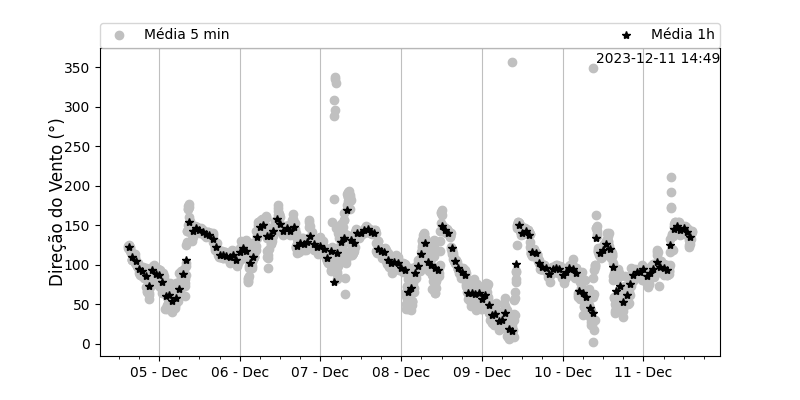 Média 5 min
Média 1h
2023-12-11 14:49
Direção do Vento (°)
350
300
250
200
150
100
50
0
05 - Dec
06 - Dec
07 - Dec
08 - Dec
09 - Dec
10 - Dec
11 - Dec